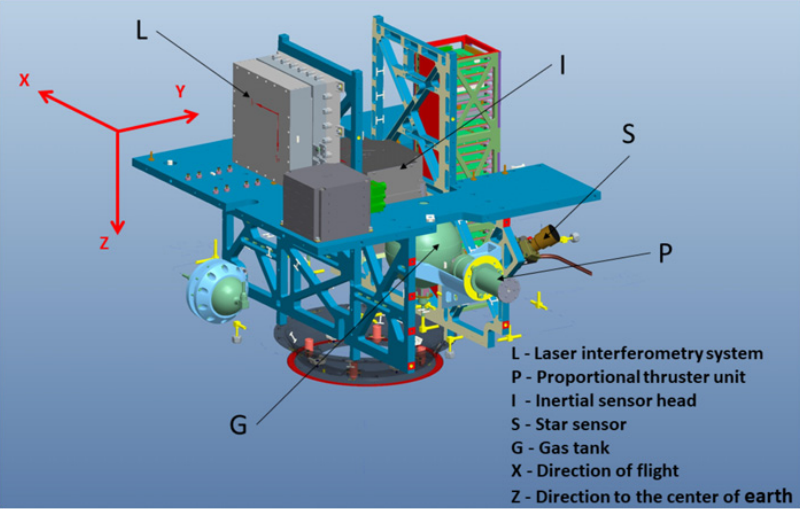 L
I
X
Y
S
Z
P
G
L - Laser interferometry system
P - Proportional thruster unit
I - Inertial sensor head
S - Star sensor
G - Gas tank
X - Direction of flight
Z - Direction to the center of earth